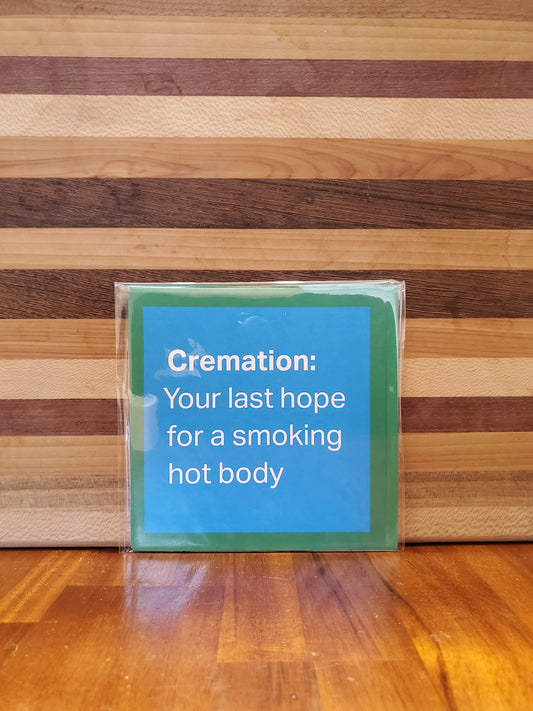 Cremation:
Your last hope
for a smoking
hot body